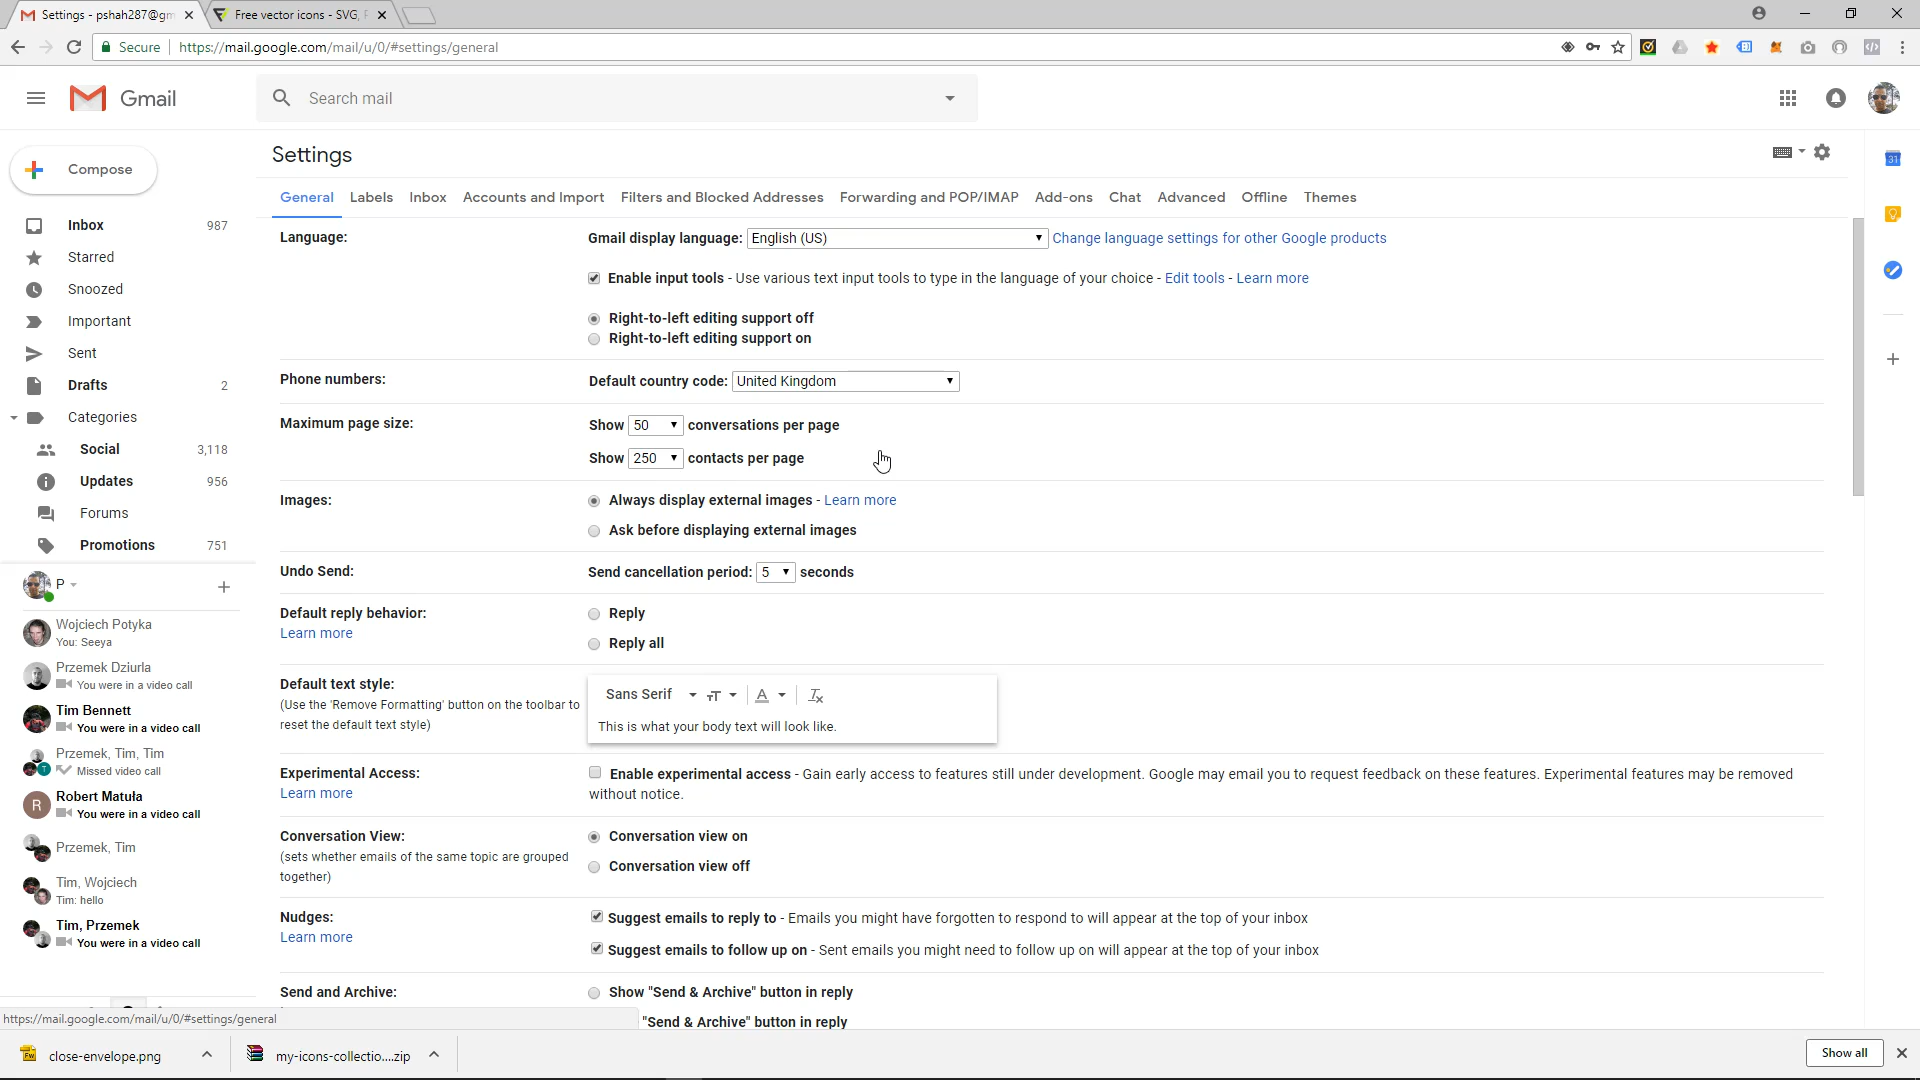 Settings - pshah287@gm
Free vector icons - SVG, P
Secure
https://mail.google.com/mail/u/0/#settings/general
Gmail
Search mail
Settings
Compose
General
Labels
Inbox
Accounts and Import
Filters and Blocked Addresses
Forwarding and POP/IMAP
Add-ons
Chat
Advanced
Offline
Themes
31
Inbox 987
Starred
Snoozed
Important
Sent
Drafts 2
Categories
Social 3,118
Updates 956
Forums
Promotions 751
P
Wojciech Potyka
You: Seeya
Przemek Dziurla
You were in a video call
Tim Bennett
You were in a video call
Przemek, Tim, Tim
T
Missed video call
R
Robert Matuła
You were in a video call
Przemek, Tim
Tim, Wojciech
Tim: hello
Tim, Przemek
You were in a video call
Language:
Gmail display language: English (US) Change language settings for other Google products
Enable input tools - Use various text input tools to type in the language of your choice - Edit tools - Learn more
Right-to-left editing support off
Right-to-left editing support on
Phone numbers:
Default country code: United Kingdom
Maximum page size:
Show 50 conversations per page
Show 250 contacts per page
Images:
Always display external images - Learn more
Ask before displaying external images
Undo Send:
Send cancellation period: 5 seconds
Default reply behavior:
Learn more
Reply
Reply all
Default text style:
(Use the 'Remove Formatting' button on the toolbar to
reset the default text style)
Sans Serif
This is what your body text will look like.
Experimental Access:
Learn more
Enable experimental access - Gain early access to features still under development. Google may email you to request feedback on these features. Experimental features may be removed
without notice.
Conversation View:
(sets whether emails of the same topic are grouped
together)
Conversation view on
Conversation view off
Nudges:
Learn more
Suggest emails to reply to - Emails you might have forgotten to respond to will appear at the top of your inbox
Suggest emails to follow up on - Sent emails you might need to follow up on will appear at the top of your inbox
Send and Archive:
Show "Send & Archive" button in reply
"Send & Archive" button in reply
https://mail.google.com/mail/u/0/#settings/general
close-envelope.png
my-icons-collectio....zip
Show all